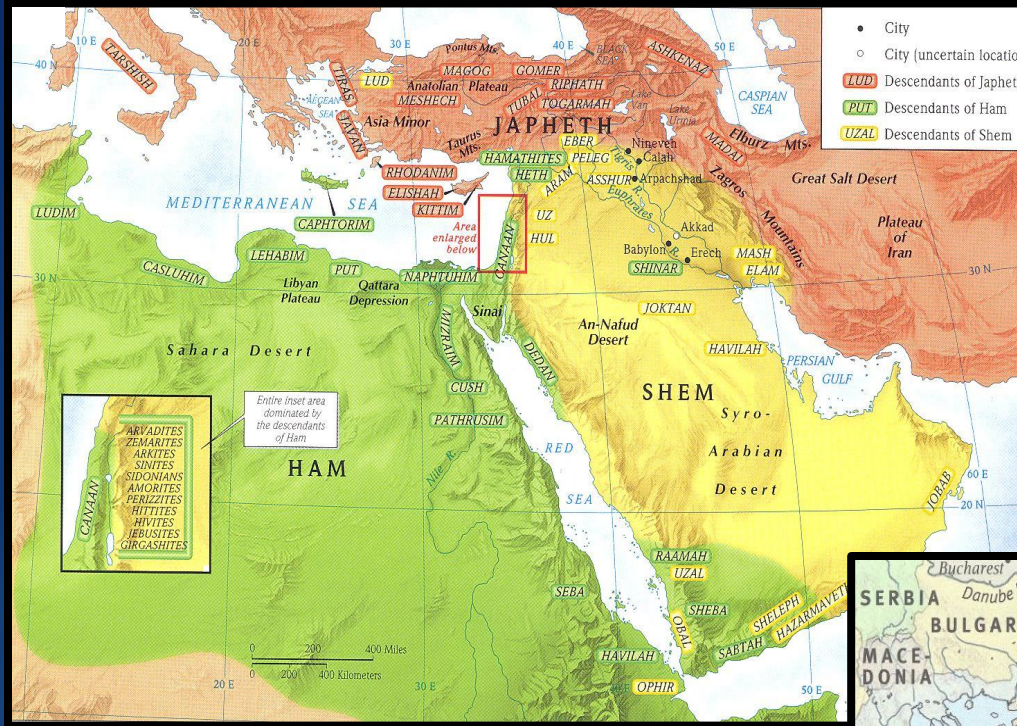 10 E
20 E
30 E
40 E
50 E
40 N
40 N
TARSHISH
TIRAS
LUD
Pontus Mts.
BLACK
SEA
ASHKENAZ
MAGOG
GOMER
Anatolian
Plateau
MESHECH
RIPHATH
TUBAL
TOGARMAH
Lake
Van
Lake
Urmia
CASPIAN
SEA
AEGEAN
SEA
JAVAN
Asia Minor
JAPHETH
Taurus
Mts.
MADAI
Elburz Mts.
EBER
PELEG
Nineveh
Calah
HAMATHITES
HETH
Tigris R.
RHODANIM
ELISHAH
KITTIM
ARAM
ASSHUR
Arpachshad
Zagros
Mountains
Great Salt Desert
MEDITERRANEAN SEA
CAPHTORIM
LUDIM
Area
enlarged
below
UZ
HUL
Euphrates
R.
Akkad
Babylon
Erech
SHINAR
MASH
ELAM
Plateau
of
Iran
CANAAN
LEHABIM
CASLUHIM
PUT
NAPHTUHIM
30 N
30 N
Libyan
Plateau
Qattara
Depression
Sinai
JOKTAN
An-Nafud
Desert
HAVILAH
PERSIAN
GULF
Sahara Desert
MIZRAIM
DEDAN
CUSH
PATHRUSIM
SHEM
Syro-
Arabian
Desert
HAM
Nile R.
RED
SEA
60 E
20 N
JOBAB
RAAMAH
UZAL
SEBA
SHEBA
OBAL
SHELEPH
HAZARMAVETH
SABTAH
HAVILAH
OPHIR
20 E
30 E
50 E
0 200 400 Miles
0 200 400 Kilometers
Entire inset area
dominated by
the descendants
of Ham
CANAAN
ARVADITES
ZEMARITES
ARKITES
SINITES
SIDONIANS
AMORITES
PERIZZITES
HITTITES
HIVITES
JEBUSITES
GIRGASHITES
City
City (uncertain locatio
LUD Descendants of Japhet
PUT Descendants of Ham
UZAL Descendants of Shem
Bucharest
SERBIA
Danube
BULGAR
MACE-
DONIA